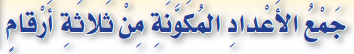 جَمْعُ الأَعْدادِ المُكَوَّنَةِ مِنْ ثَلاثَةِ أَرْقامٍ